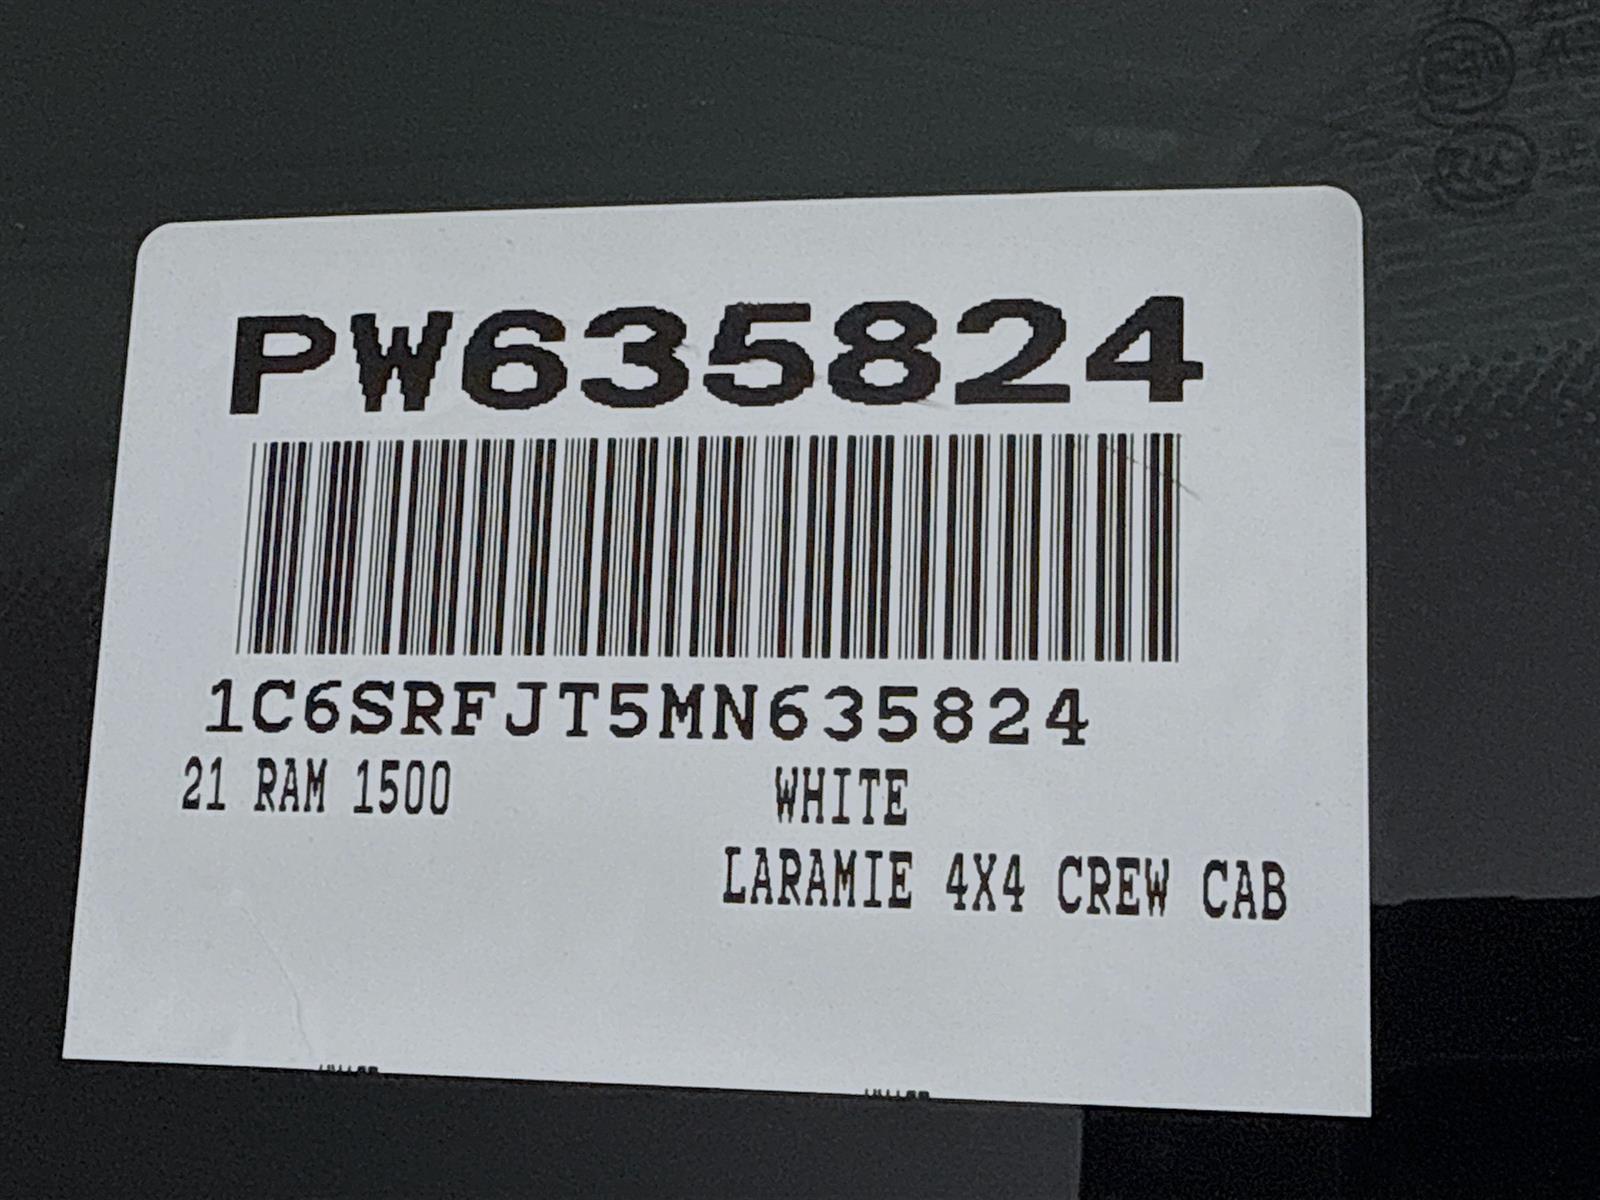 PW635824
1C6SRFJT5MN635824
21 RAM 1500 WHITE
LARAMIE 4X4 CREW CAB